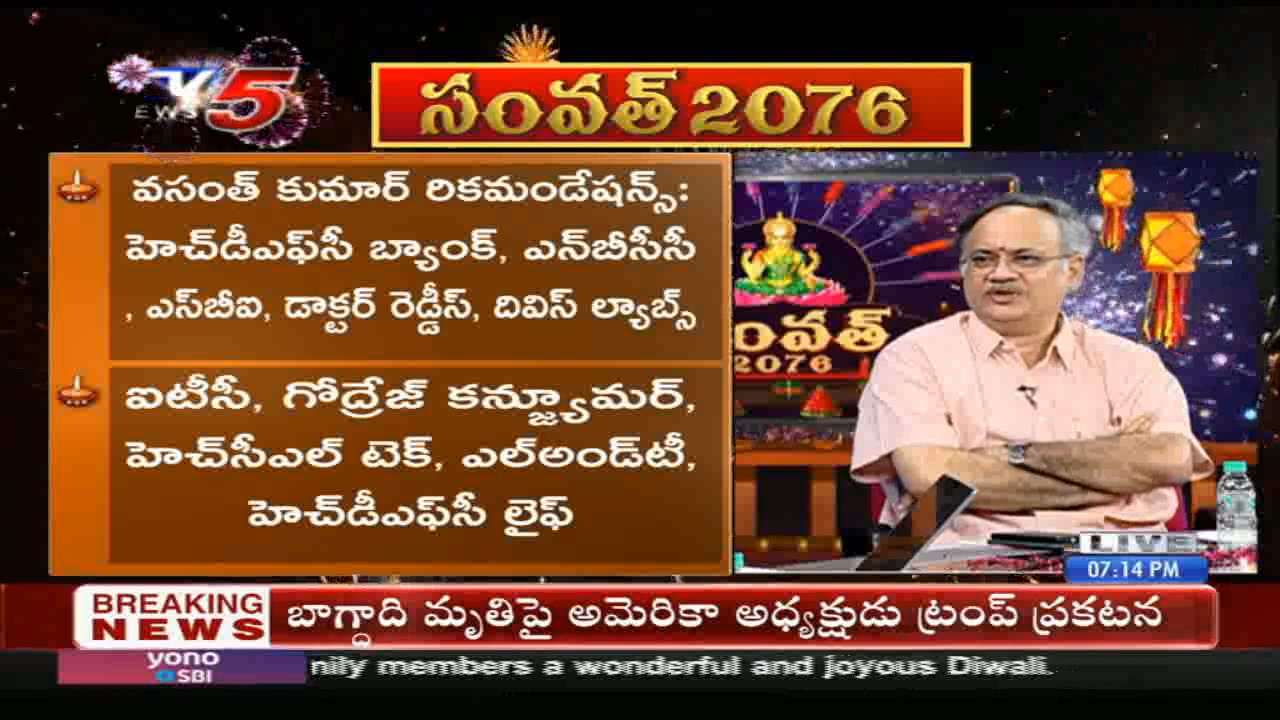 TV5
NEWS
సంవత్ 2076
వసంత్ కుమార్ రికమండేషన్స్:
హెచ్‌డీఎఫ్‌సీ బ్యాంక్, ఎన్‌బీసీసీ
, ఎస్‌బీఐ, డాక్టర్ రెడ్డీస్, దివిస్ ల్యాబ్స్
ఐటీసీ, గోద్రేజ్ కన్జ్యూమర్,
హెచ్‌సీఎల్ టెక్, ఎల్అండ్‌టీ,
హెచ్‌డీఎఫ్‌సీ లైఫ్
సంవత్
2076
LIVE
07:14 PM
BREAKING
NEWS
బాగ్దాది మృతిపై అమెరికా అధ్యక్షుడు ట్రంప్ ప్రకటన
yono
SBI
nily members a wonderful and joyous Diwali.